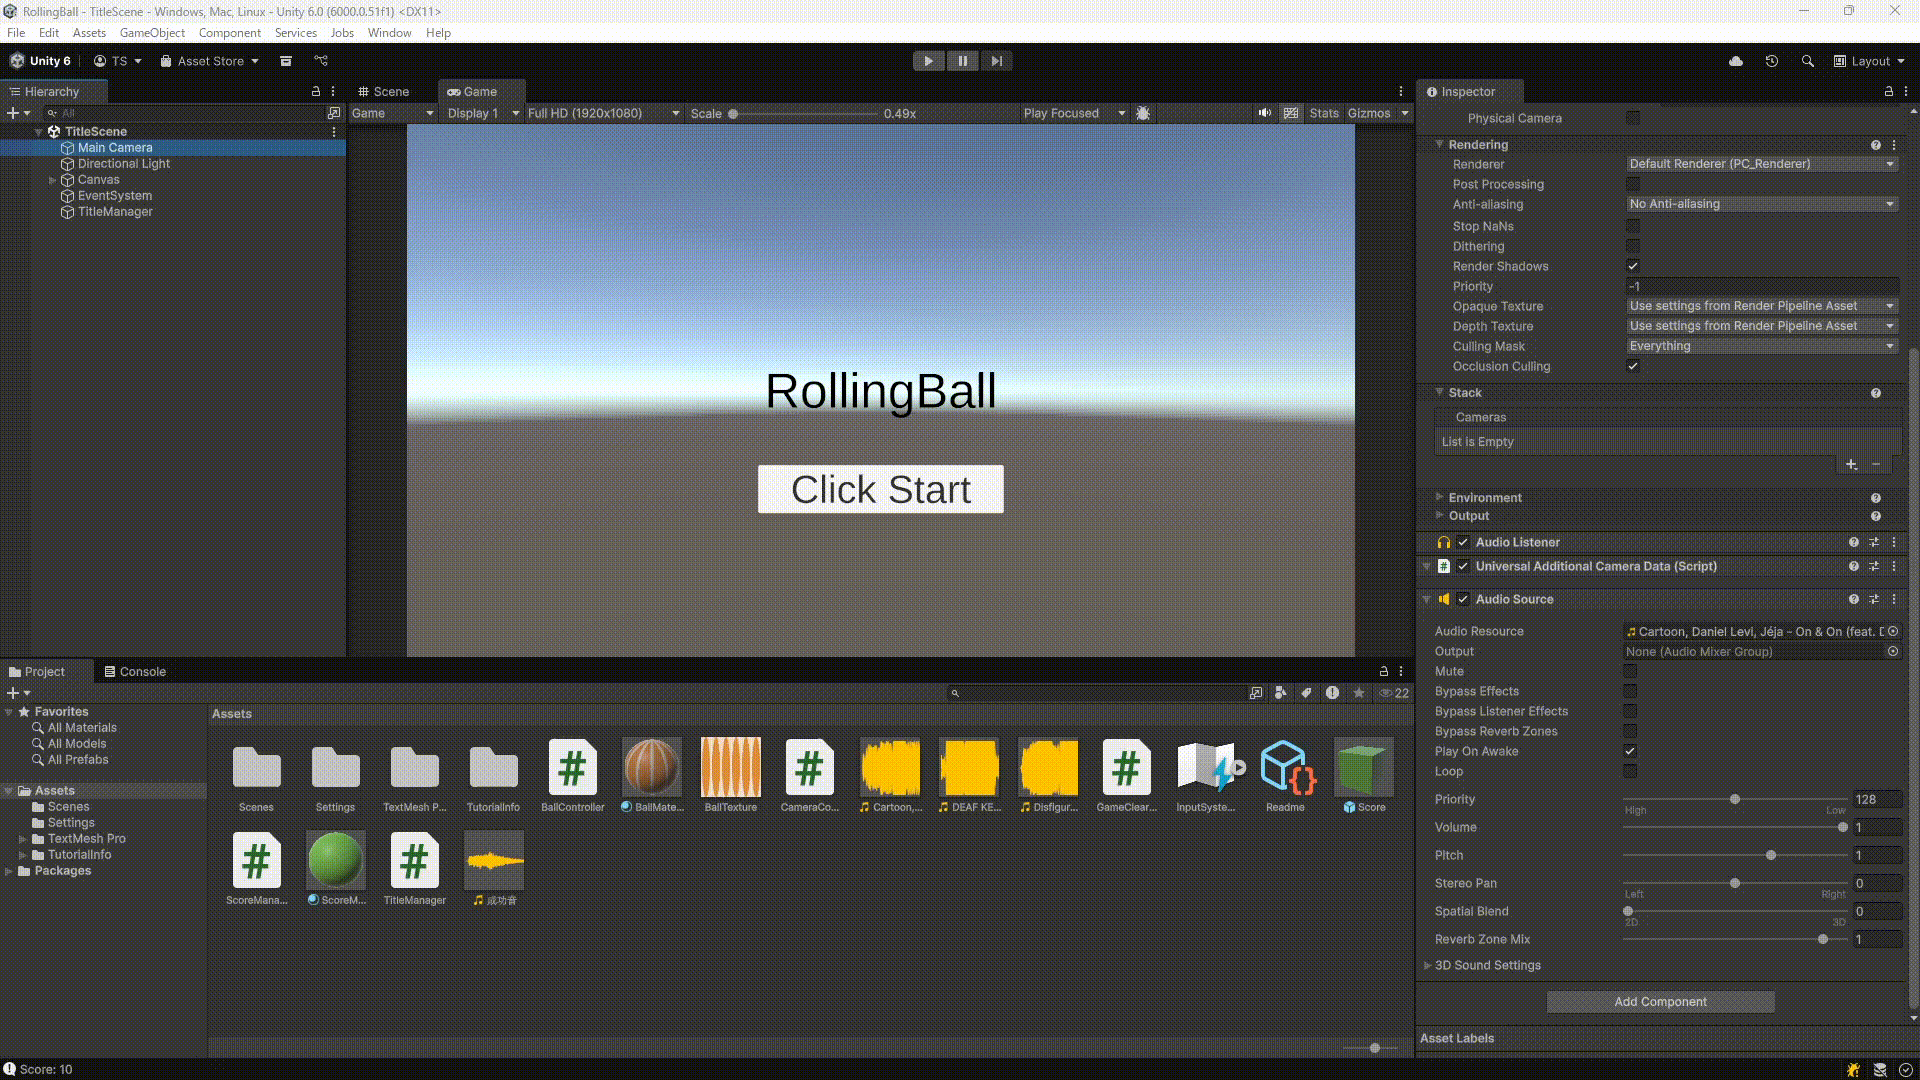 RollingBall - TitleScene - Windows, Mac, Linux - Unity 6.0 (6000.0.51f1) <DX11>
File Edit Assets GameObject Component Services Jobs Window Help
Unity 6 TS Asset Store Layout
Hierarchy
All
TitleScene
Main Camera
Directional Light
Canvas
EventSystem
TitleManager
Scene Game
Game Display 1 Full HD (1920x1080) Scale 0.49x Play Focused Stats Gizmos
RollingBall
Click Start
Inspector
Physical Camera
Rendering
Renderer Default Renderer (PC_Renderer)
Post Processing
Anti-aliasing No Anti-aliasing
Stop NaNs
Dithering
Render Shadows
Priority -1
Opaque Texture Use settings from Render Pipeline Asset
Depth Texture Use settings from Render Pipeline Asset
Culling Mask Everything
Occlusion Culling
Stack
Cameras
List is Empty
Environment
Output
Audio Listener
Universal Additional Camera Data (Script)
Audio Source
Audio Resource Cartoon, Daniel Levi, Jéja - On & On (feat. D
Output None (Audio Mixer Group)
Mute
Bypass Effects
Bypass Listener Effects
Bypass Reverb Zones
Play On Awake
Loop
Priority 128
High Low
Volume 1
Pitch 1
Stereo Pan 0
Left Right
Spatial Blend 0
2D 3D
Reverb Zone Mix 1
3D Sound Settings
Add Component
Asset Labels
Project Console
22
Favorites
All Materials
All Models
All Prefabs
Assets
Scenes
Settings
TextMesh Pro
TutorialInfo
Packages
Assets
Scenes Settings TextMesh P... TutorialInfo BallController BallMate... BallTexture CameraCo... Cartoon,... DEAF KE... Disfigur... GameClear... InputSyste... Readme Score
ScoreMana... ScoreM... TitleManager 成功音
Score: 10